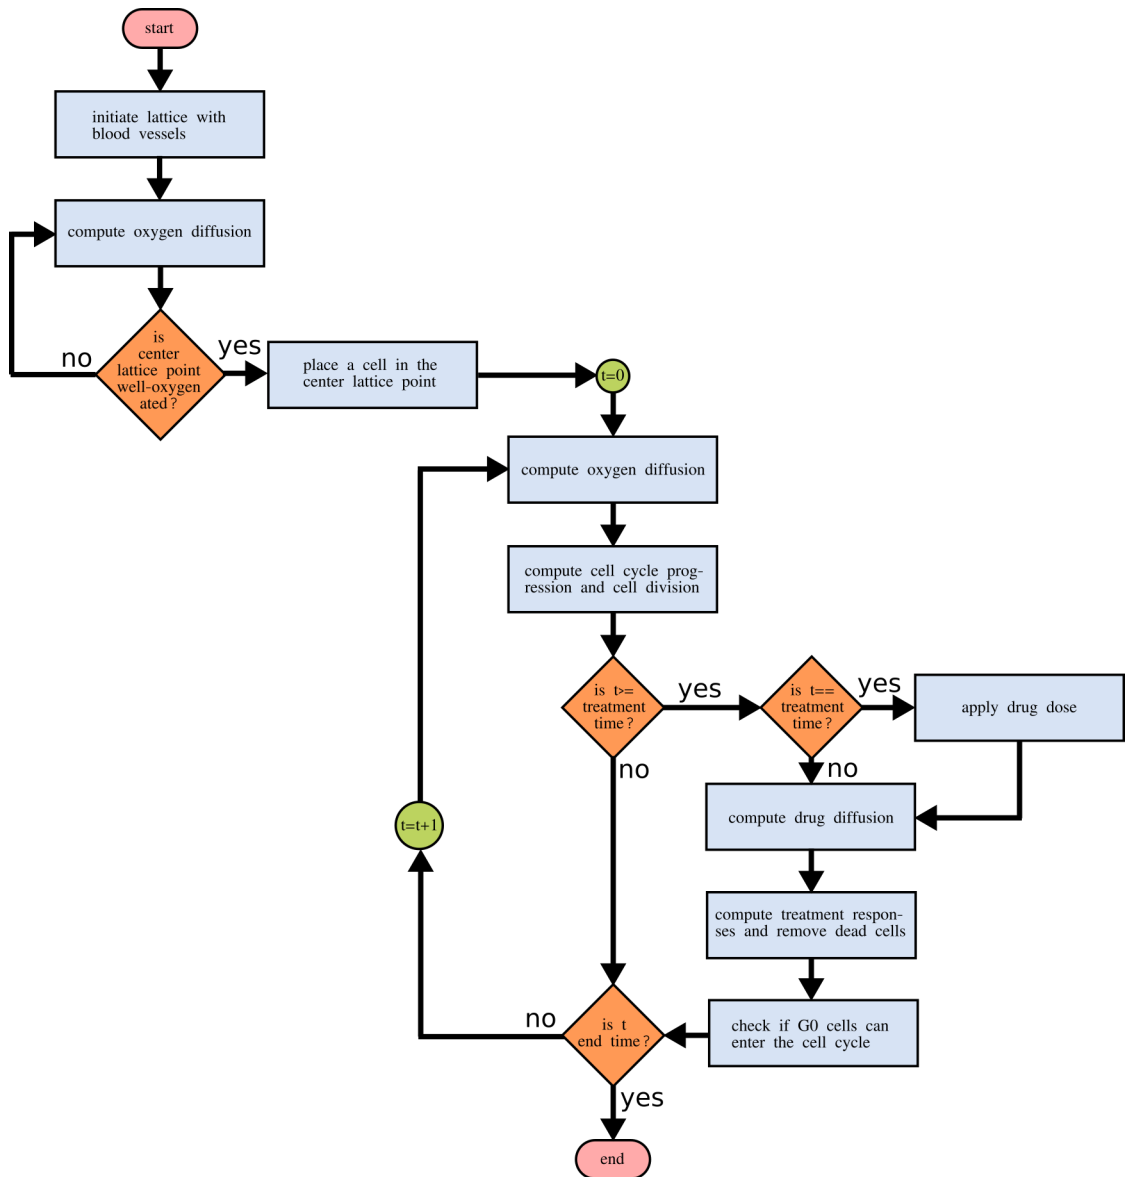 start
initiate lattice with
blood vessels
compute oxygen diffusion
is
center
lattice point
well-oxygen
ated?
no
yes
place a cell in the
center lattice point
t=0
compute oxygen diffusion
compute cell cycle prog-
ression and cell division
is t>=
treatment
time?
yes
no
is t==
treatment
time?
yes
no
apply drug dose
compute drug diffusion
t=t+1
compute treatment respon-
ses and remove dead cells
check if G0 cells can
enter the cell cycle
is t
end time?
no
yes
end